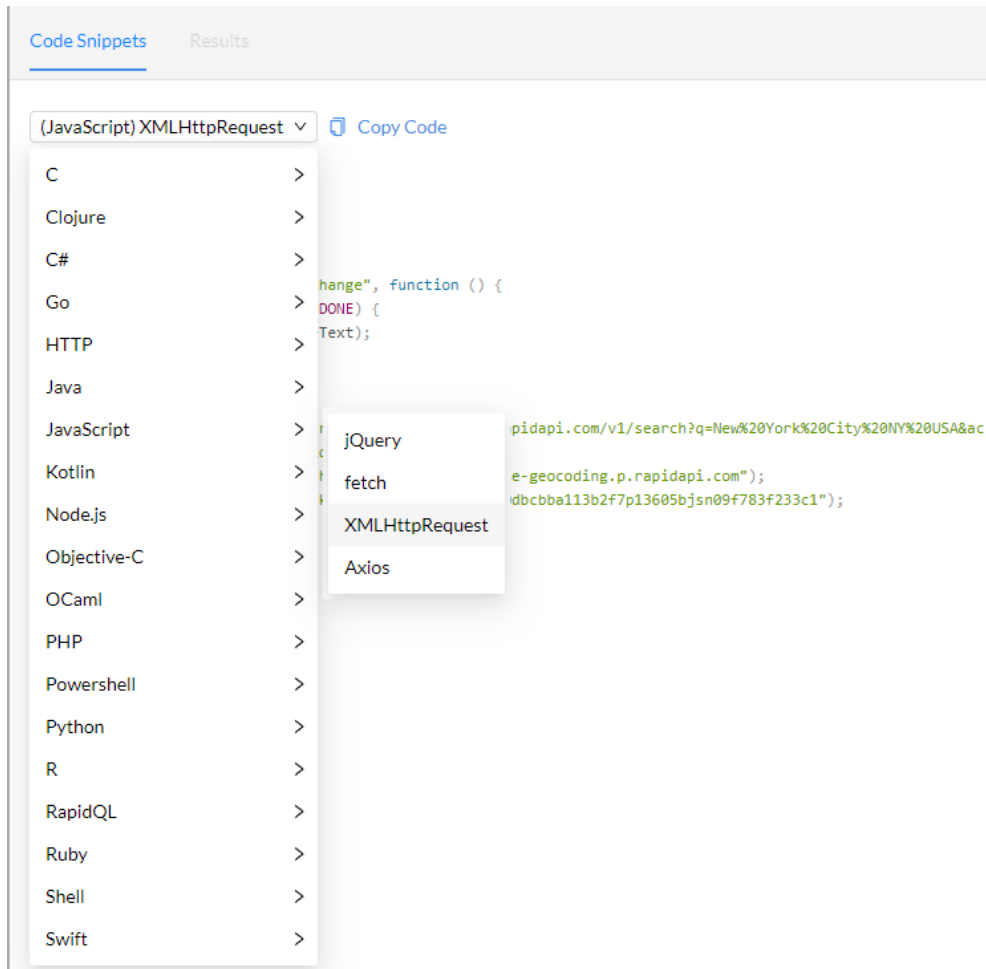 Code Snippets Results
(JavaScript) XMLHttpRequest Copy Code
C
Clojure
C#
hange", function () {
Go
DONE) {
Text);
HTTP
Java
JavaScript
pidapi.com/v1/search?q=New%20York%20City%20NY%20USA&ac
jQuery
Kotlin
e-geocoding.p.rapidapi.com");
fetch
dbcbba113b2f7p13605bjsn09f783f233c1");
Node.js
XMLHttpRequest
Objective-C
Axios
OCaml
PHP
Powershell
Python
R
RapidQL
Ruby
Shell
Swift